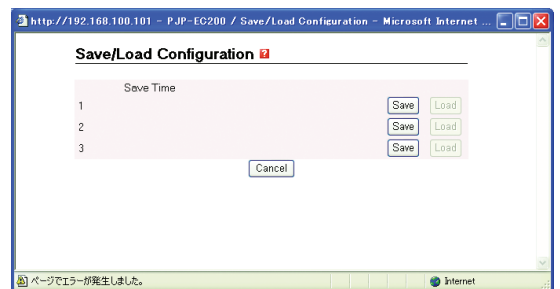 http://192.168.100.101 - PJP-EC200 / Save/Load Configuration - Microsoft Internet ...
Save/Load Configuration ?
Save Time
1 Save Load
2 Save Load
3 Save Load
Cancel
ページでエラーが発生しました。 Internet